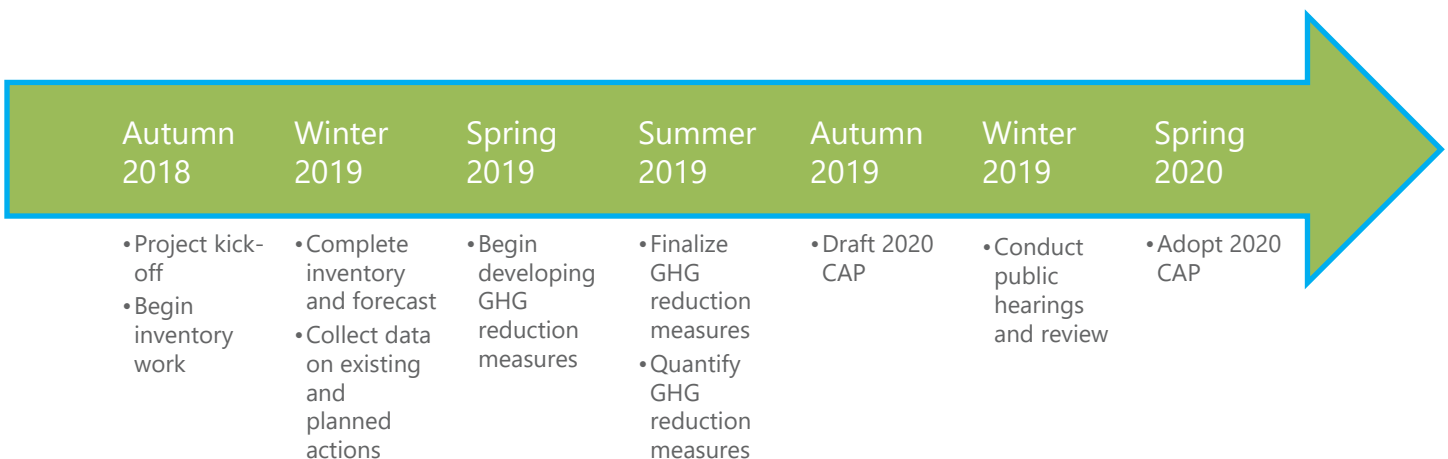 Autumn
2018
Winter
2019
Spring
2019
Summer
2019
Autumn
2019
Winter
2019
Spring
2020
•Project kick-
off
•Begin
inventory
work
•Complete
inventory
and forecast
•Collect data
on existing
and
planned
actions
•Begin
developing
GHG
reduction
measures
•Finalize
GHG
reduction
measures
•Quantify
GHG
reduction
measures
•Draft 2020
CAP
•Conduct
public
hearings
and review
•Adopt 2020
CAP